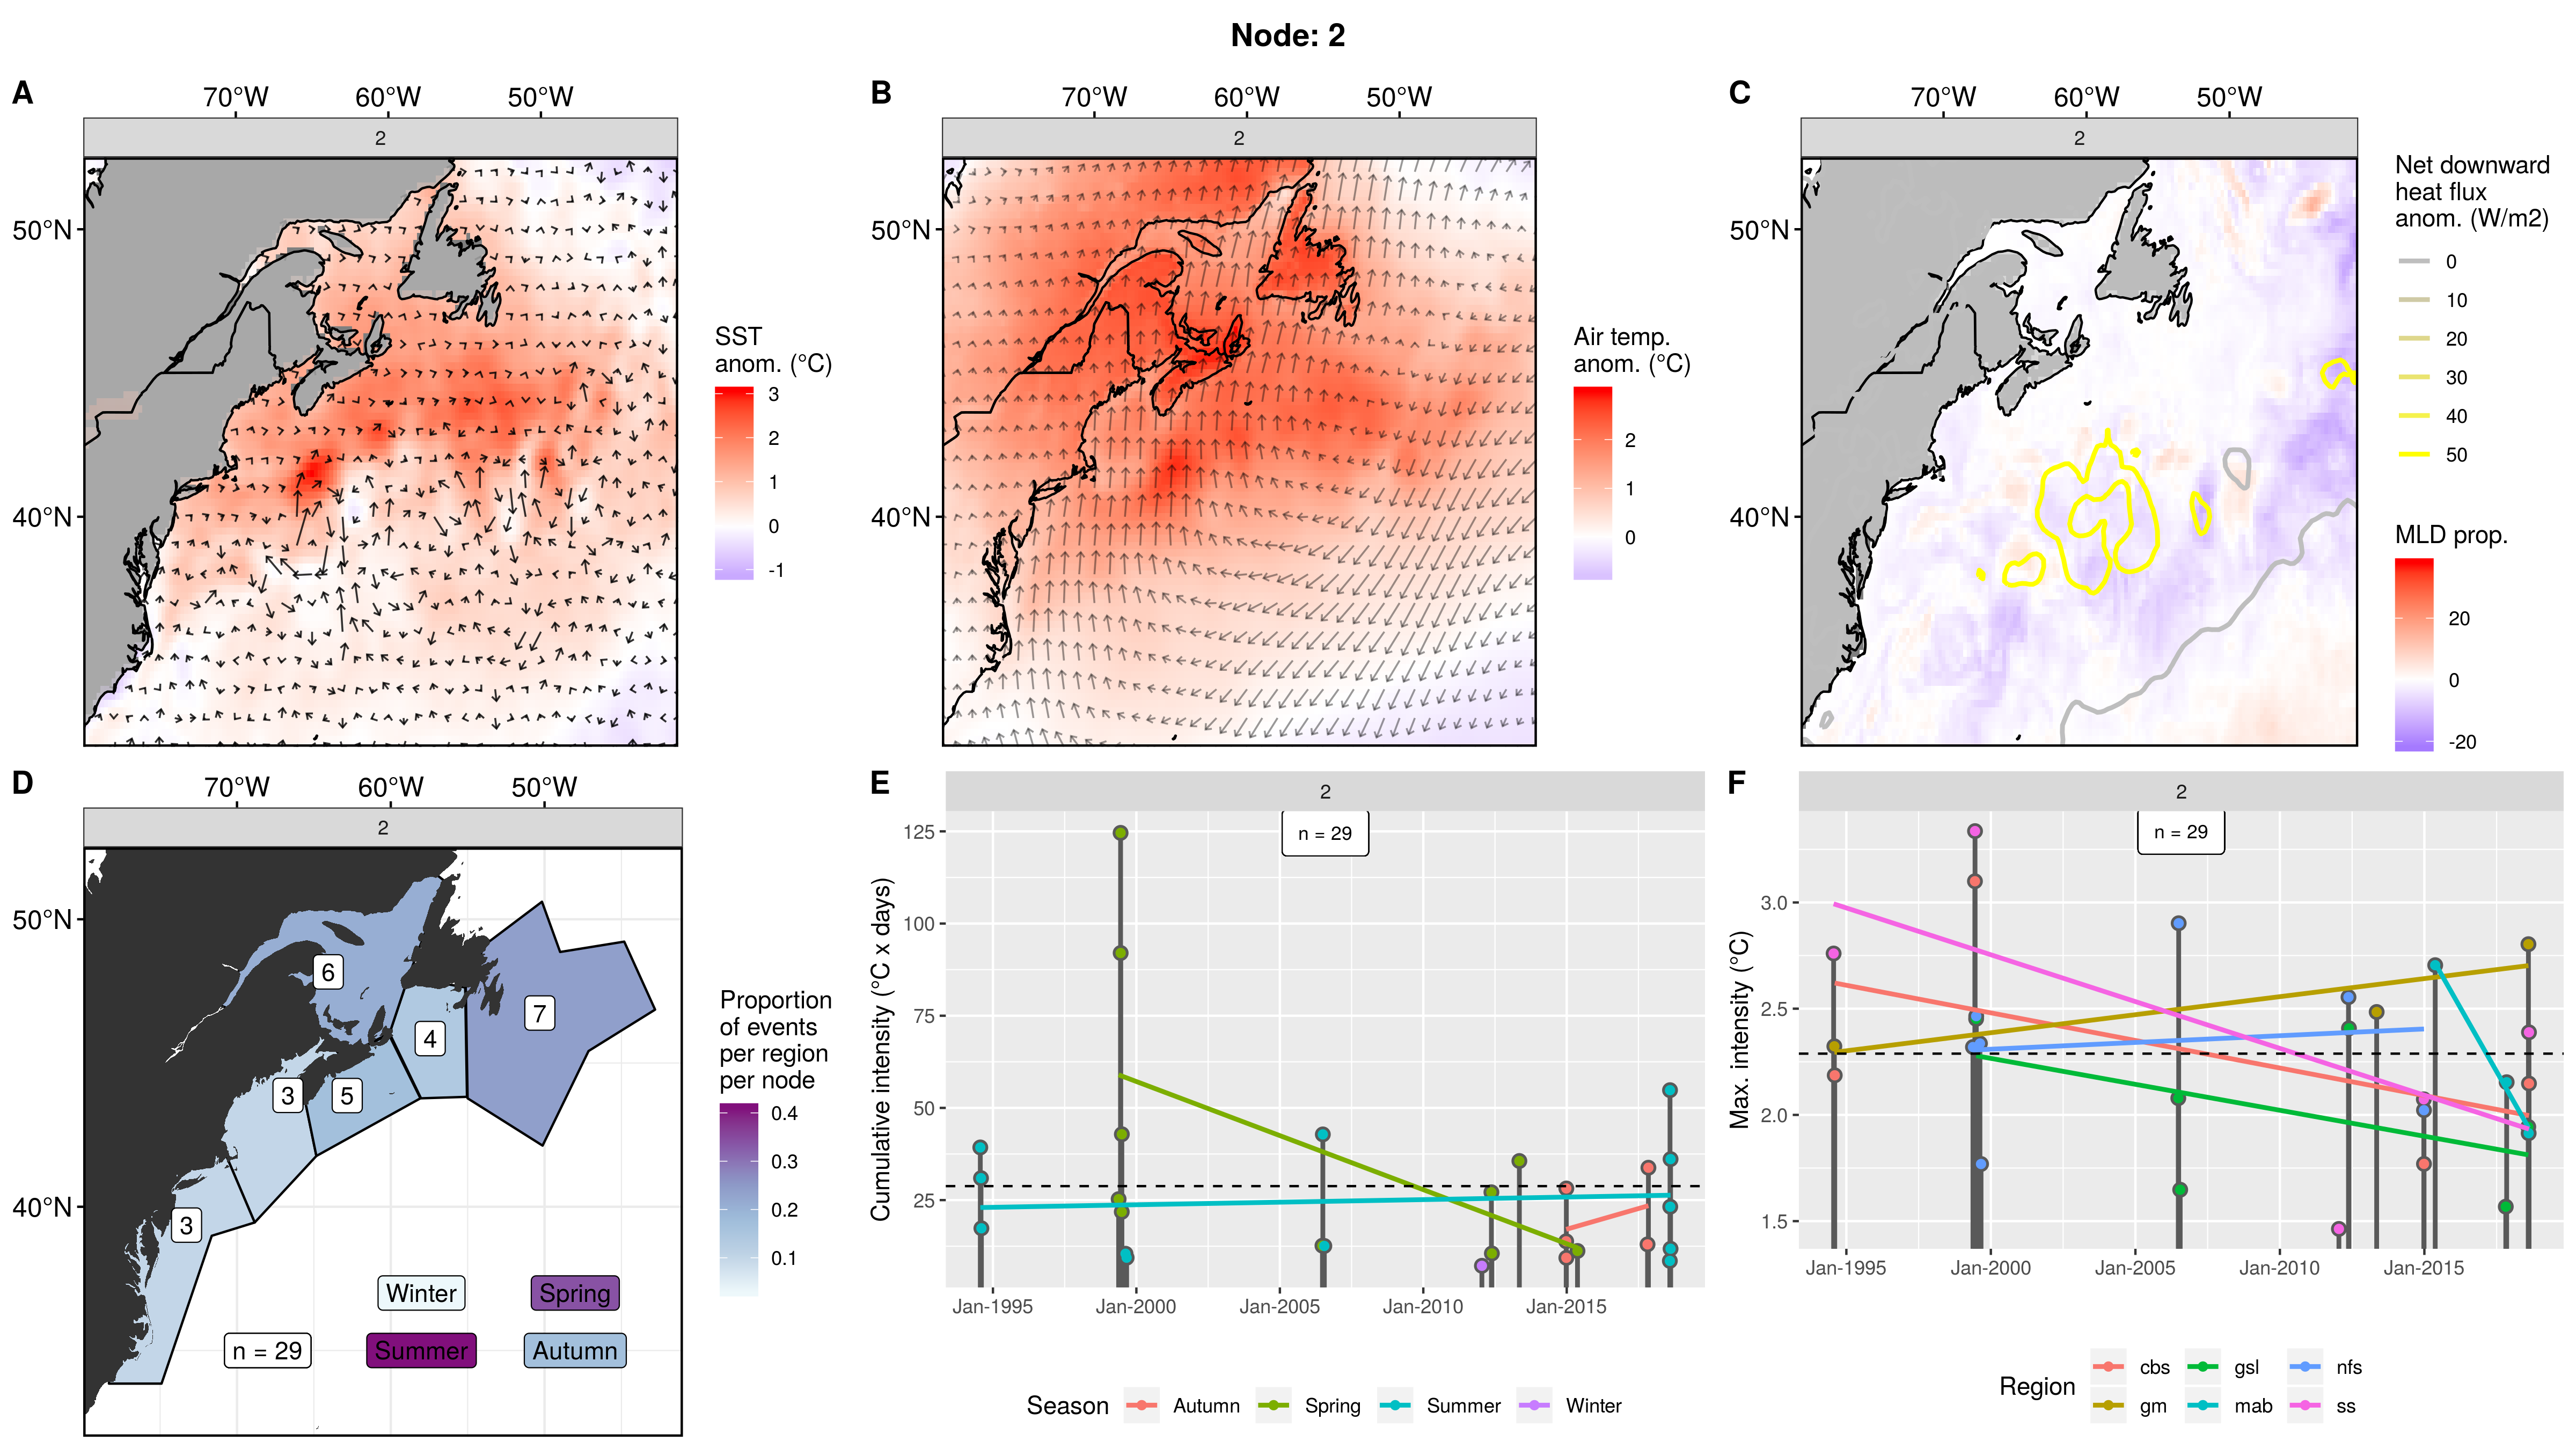 Node: 2
A
70°W 60°W 50°W
2
50°N
40°N
SST
anom. (°C)
3
2
1
0
-1
B
70°W 60°W 50°W
2
50°N
40°N
Air temp.
anom. (°C)
2
1
0
C
70°W 60°W 50°W
2
50°N
40°N
Net downward
heat flux
anom. (W/m2)
0
10
20
30
40
50
MLD prop.
20
0
-20
D
70°W 60°W 50°W
2
50°N
40°N
6
7
4
3
5
3
Winter Spring
n = 29 Summer Autumn
Proportion
of events
per region
per node
0.4
0.3
0.2
0.1
E
2
n = 29
Cumulative intensity (°C x days)
125
100
75
50
25
Jan-1995 Jan-2000 Jan-2005 Jan-2010 Jan-2015
Season Autumn Spring Summer Winter
F
2
n = 29
Max. intensity (°C)
3.0
2.5
2.0
1.5
Jan-1995 Jan-2000 Jan-2005 Jan-2010 Jan-2015
Region
cbs gsl nfs
gm mab ss